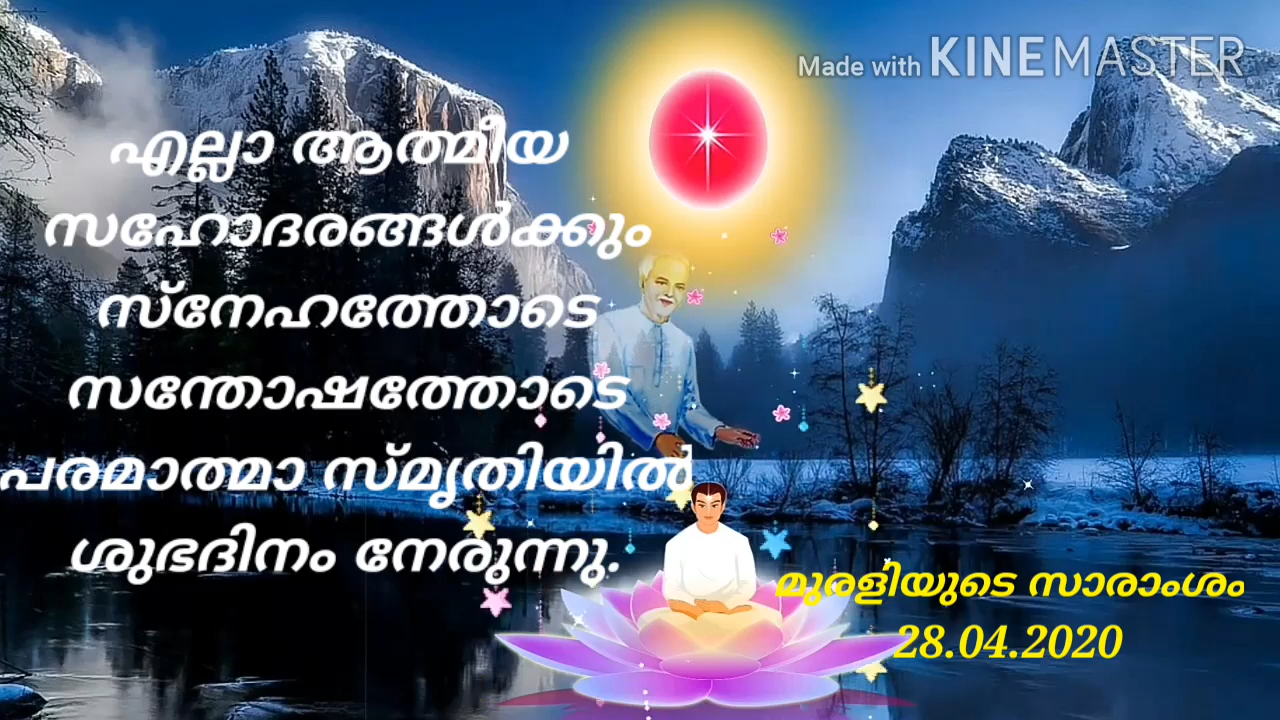 Made with KINEMASTER
എല്ലാ ആത്മീയ
സഹോദരങ്ങൾക്കും
സ്നേഹത്തോടെ
സന്തോഷത്തോടെ
പരമാത്മാ സ്മൃതിയിൽ
ശുഭദിനം നേരുന്നു.
മുരളിയുടെ സാരാംശം
28.04.2020